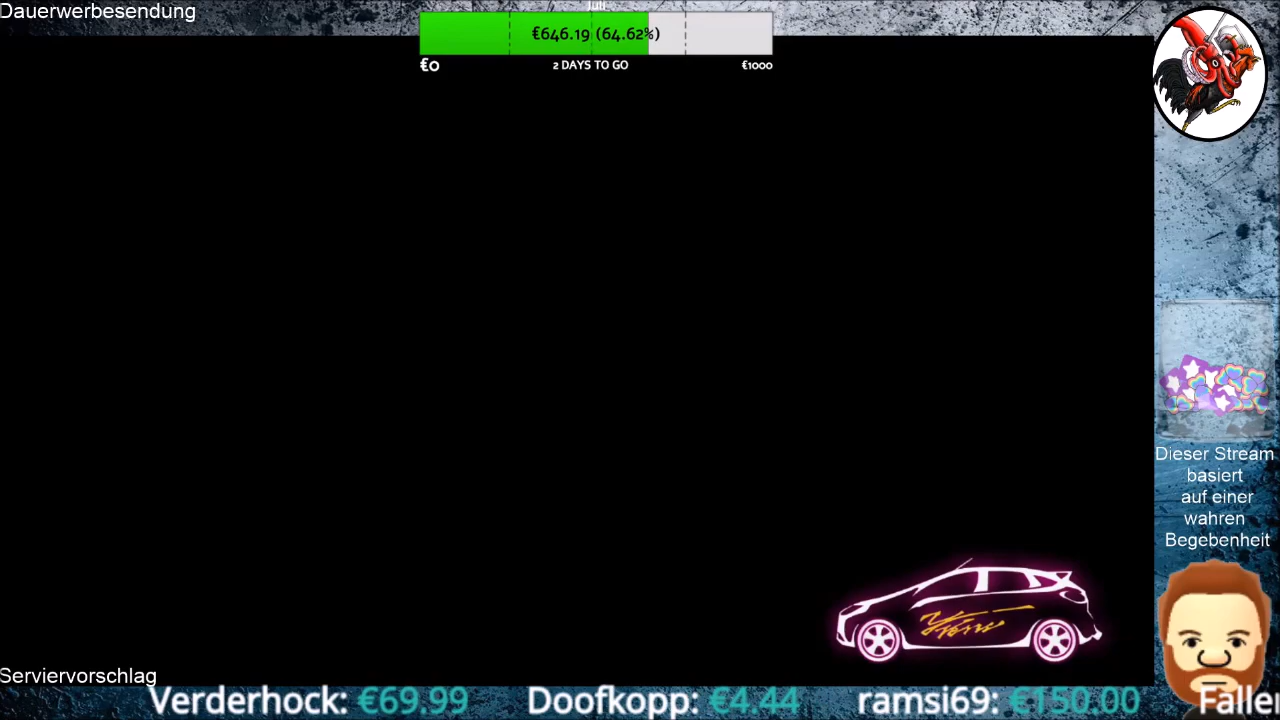 Dauerwerbesendung
Juli
€646.19 (64.62%)
€0
2 DAYS TO GO
€1000
Dieser Stream
basiert
auf einer
wahren
Begebenheit
Serviervorschlag
Verderhock: €69.99
Doofkopp: €4.44
ramsi69: €150.00